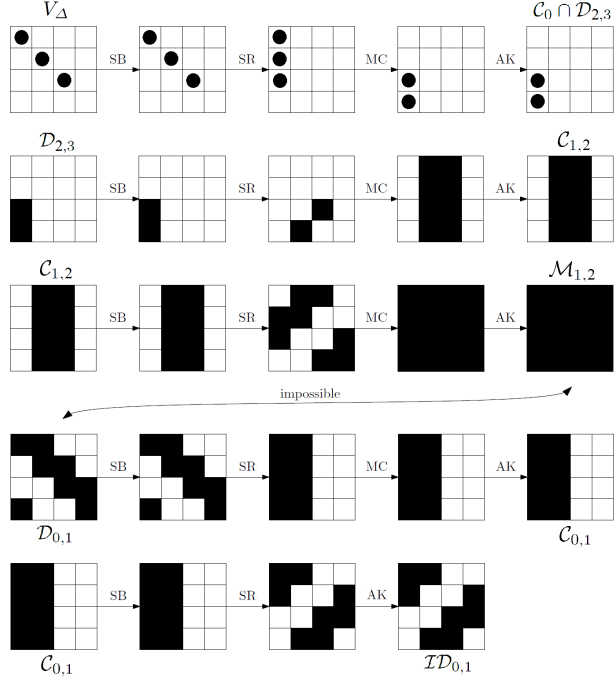 V_Δ C_0 ∩ D_{2,3}
SB SR MC AK
D_{2,3} C_{1,2}
SB SR MC AK
C_{1,2} M_{1,2}
SB SR MC AK
impossible
SB SR MC AK
D_{0,1} C_{0,1}
SB SR AK
C_{0,1} ID_{0,1}